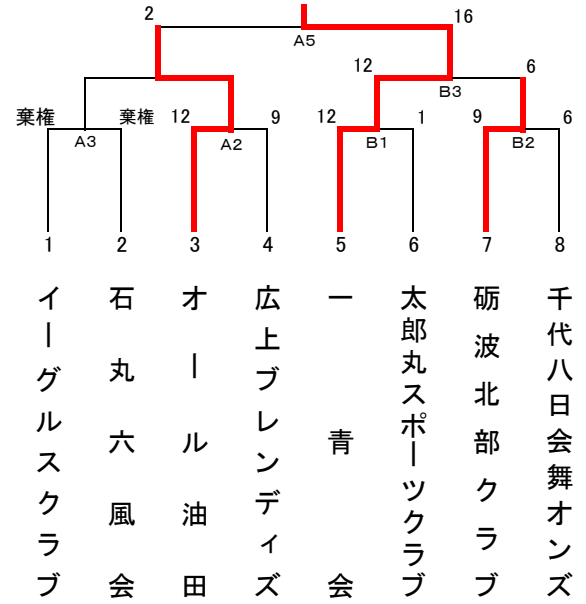 2
16
A5
12
6
B3
棄権
棄権
12
9
12
1
9
6
A3
A2
B1
B2
1
2
3
4
5
6
7
8
イーグルスクラブ
石丸六風会
オール油田
広上ブレンディズ
一青会
太郎丸スポーツクラブ
砺波北部クラブ
千代八日会舞オンズ